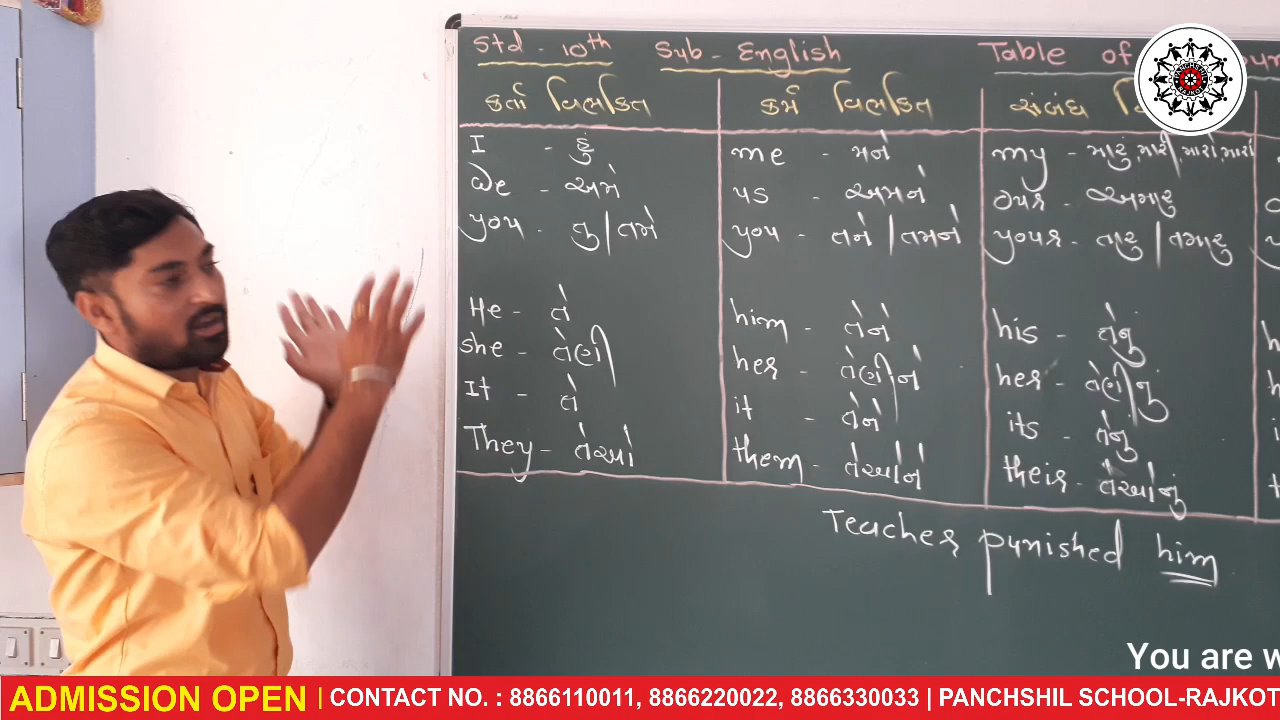 Std - 10th Sub - English Table of
કર્તા વિભક્તિ કર્મ વિભક્તિ સંબંધ
I - હું me - મને my - મારું, મારી, મારો, મારાં
We - અમે us - અમને our - અમારુ
you - તુ/તમે you - તને/તમને your - તારુ/તમારુ
He - તે him - તેને his - તેનું
she - તેણી her - તેણીને her - તેણીનું
It - તે it - તેને its - તેનું
They - તેઓ them - તેઓને their - તેઓનું
Teacher punished him
PANCHSHIL RAJKOT
You are w
ADMISSION OPEN | CONTACT NO. : 8866110011, 8866220022, 8866330033 | PANCHSHIL SCHOOL-RAJKOT